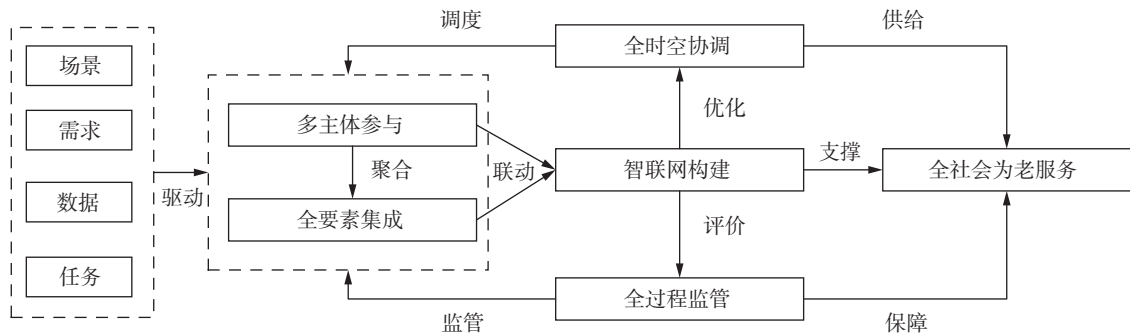 调度
供给
场景
全时空协调
需求
多主体参与
优化
聚合
联动
智联网构建
支撑
全社会为老服务
驱动
数据
全要素集成
评价
任务
全过程监管
监管
保障